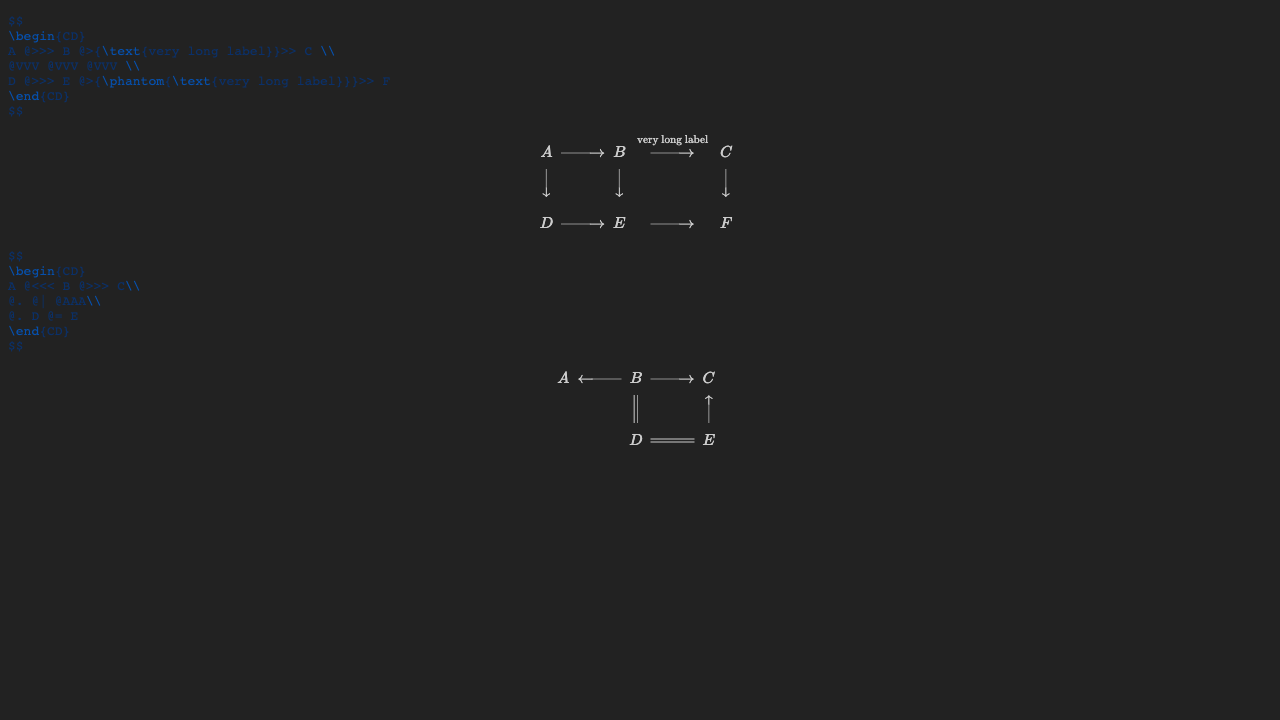 $$
\begin{CD}
A @>>> B @>{\text{very long label}}>> C \\
@VVV @VVV @VVV \\
D @>>> E @>{\phantom{\text{very long label}}}>> F
\end{CD}
$$
very long label
A B C
D E F
$$
\begin{CD}
A @<<< B @>>> C\\
@. @| @AAA\\
@. D @= E
\end{CD}
$$
A B C
D E